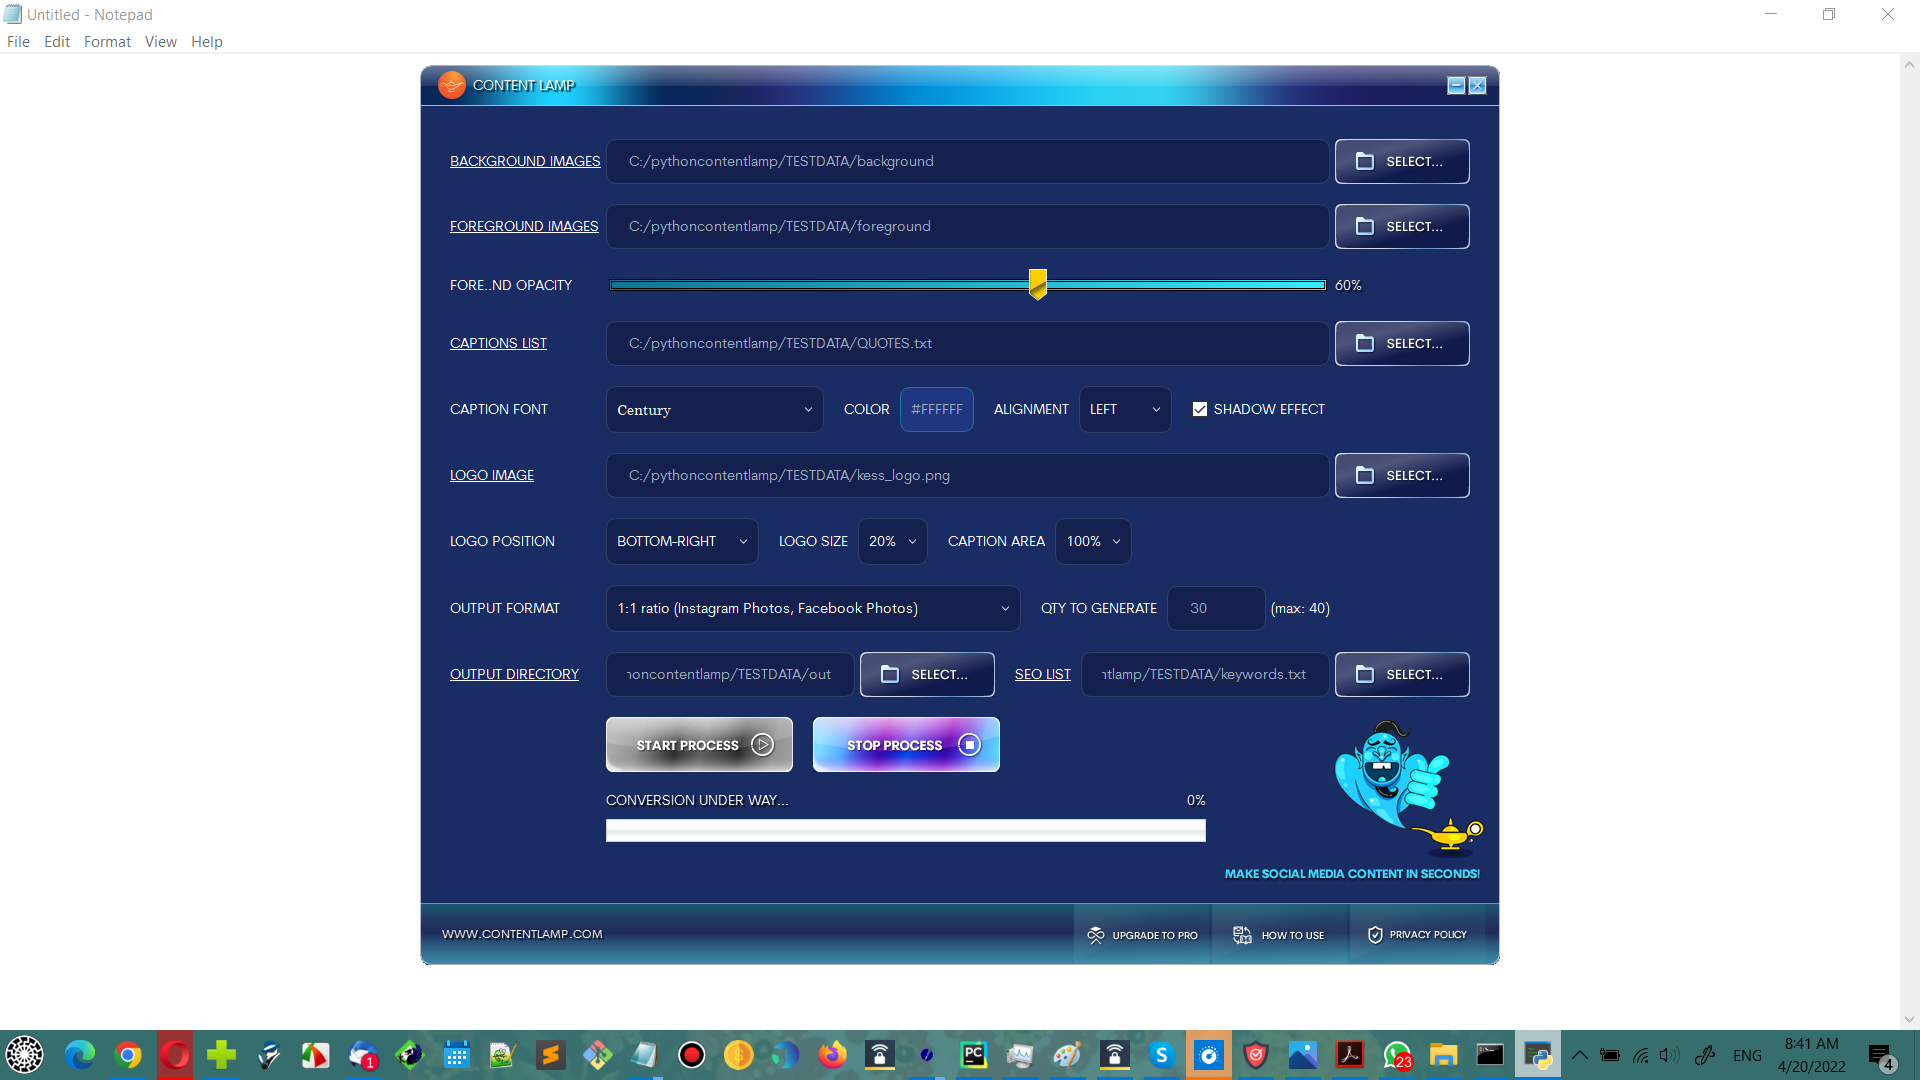 Untitled - Notepad
File Edit Format View Help
CONTENT LAMP
BACKGROUND IMAGES C:/pythoncontentlamp/TESTDATA/background SELECT...
FOREGROUND IMAGES C:/pythoncontentlamp/TESTDATA/foreground SELECT...
FORE..ND OPACITY 60%
CAPTIONS LIST C:/pythoncontentlamp/TESTDATA/QUOTES.txt SELECT...
CAPTION FONT Century COLOR #FFFFFF ALIGNMENT LEFT SHADOW EFFECT
LOGO IMAGE C:/pythoncontentlamp/TESTDATA/kess_logo.png SELECT...
LOGO POSITION BOTTOM-RIGHT LOGO SIZE 20% CAPTION AREA 100%
OUTPUT FORMAT 1:1 ratio (Instagram Photos, Facebook Photos) QTY TO GENERATE 30 (max: 40)
OUTPUT DIRECTORY honcontentlamp/TESTDATA/out SELECT... SEO LIST ntlamp/TESTDATA/keywords.txt SELECT...
START PROCESS STOP PROCESS
CONVERSION UNDER WAY... 0%
MAKE SOCIAL MEDIA CONTENT IN SECONDS!
WWW.CONTENTLAMP.COM UPGRADE TO PRO HOW TO USE PRIVACY POLICY
1 PC S 23 ENG 8:41 AM
4/20/2022 4